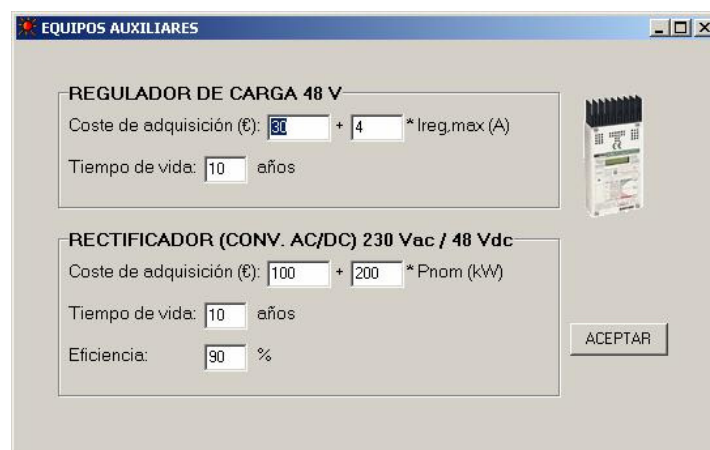 EQUIPOS AUXILIARES
REGULADOR DE CARGA 48 V
Coste de adquisición (€): 30 + 4 * Ireg,max (A)
Tiempo de vida: 10 años
RECTIFICADOR (CONV. AC/DC) 230 Vac / 48 Vdc
Coste de adquisición (€): 100 + 200 * Pnom (kW)
Tiempo de vida: 10 años
Eficiencia: 90 %
ACEPTAR